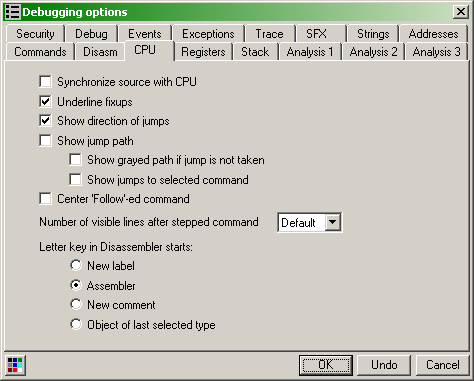 Debugging options
Security Debug Events Exceptions Trace SFX Strings Addresses
Commands Disasm CPU Registers Stack Analysis 1 Analysis 2 Analysis 3
Synchronize source with CPU
Underline fixups
Show direction of jumps
Show jump path
Show grayed path if jump is not taken
Show jumps to selected command
Center 'Follow'-ed command
Number of visible lines after stepped command Default
Letter key in Disassembler starts:
New label
Assembler
New comment
Object of last selected type
OK Undo Cancel